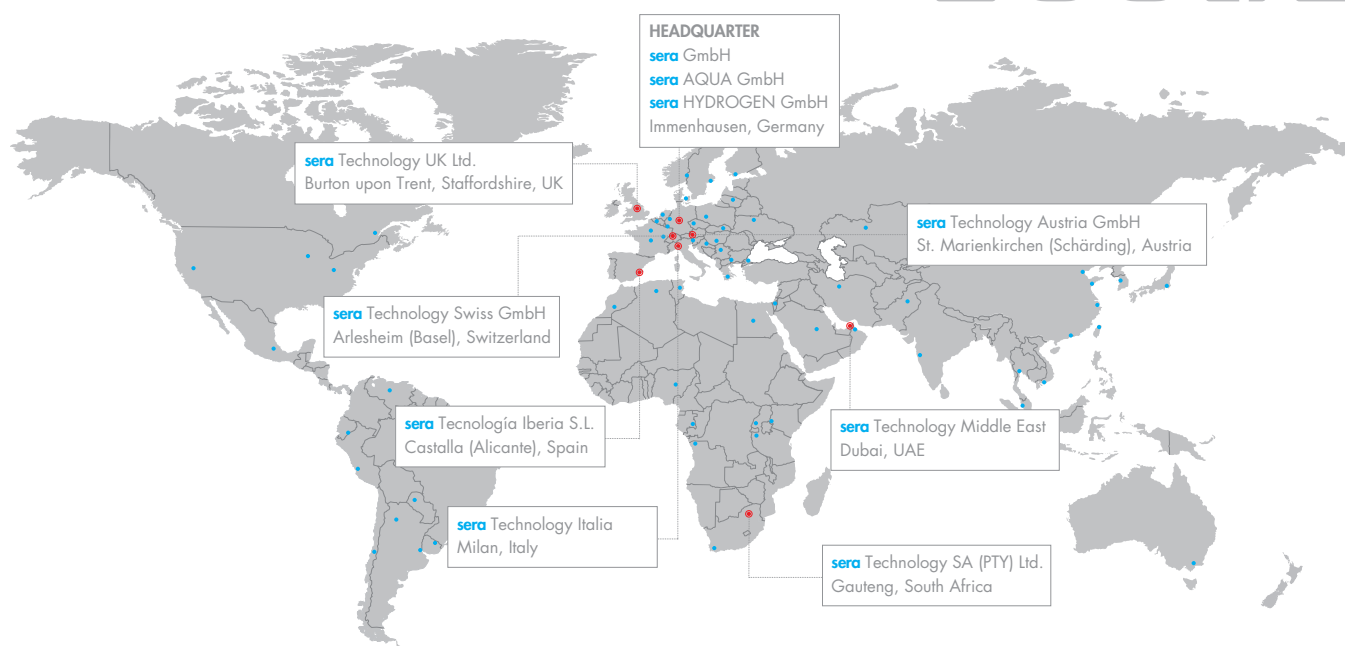 HEADQUARTER
sera GmbH
sera AQUA GmbH
sera HYDROGEN GmbH
Immenhausen, Germany
sera Technology UK Ltd.
Burton upon Trent, Staffordshire, UK
sera Technology Austria GmbH
St. Marienkirchen (Schärding), Austria
sera Technology Swiss GmbH
Arlesheim (Basel), Switzerland
sera Tecnología Iberia S.L.
Castalla (Alicante), Spain
sera Technology Middle East
Dubai, UAE
sera Technology Italia
Milan, Italy
sera Technology SA (PTY) Ltd.
Gauteng, South Africa